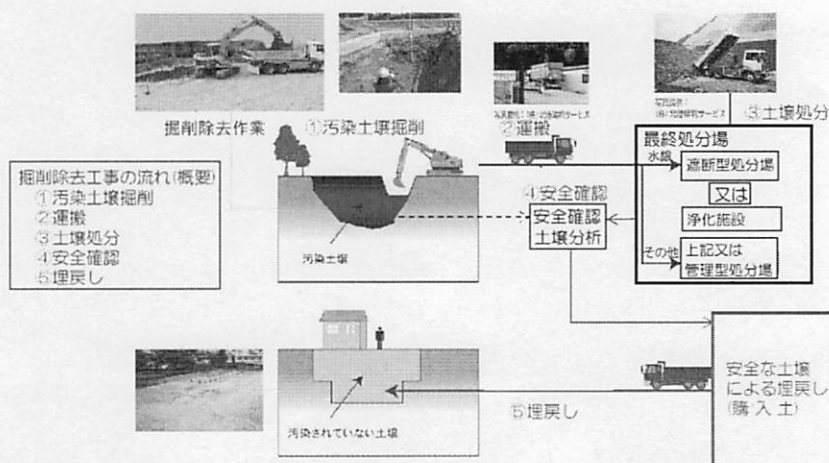 掘削除去作業
①汚染土壌掘削
②運搬
③土壌処分
掘削除去工事の流れ(概要)
①汚染土壌掘削
②運搬
③土壌処分
④安全確認
⑤埋戻し
汚染土壌
④安全確認
安全確認
土壌分析
最終処分場
水銀
遮断型処分場
又は
浄化施設
その他
上記又は
管理型処分場
汚染されていない土壌
⑤埋戻し
安全な土壌
による埋戻し
(購入土)